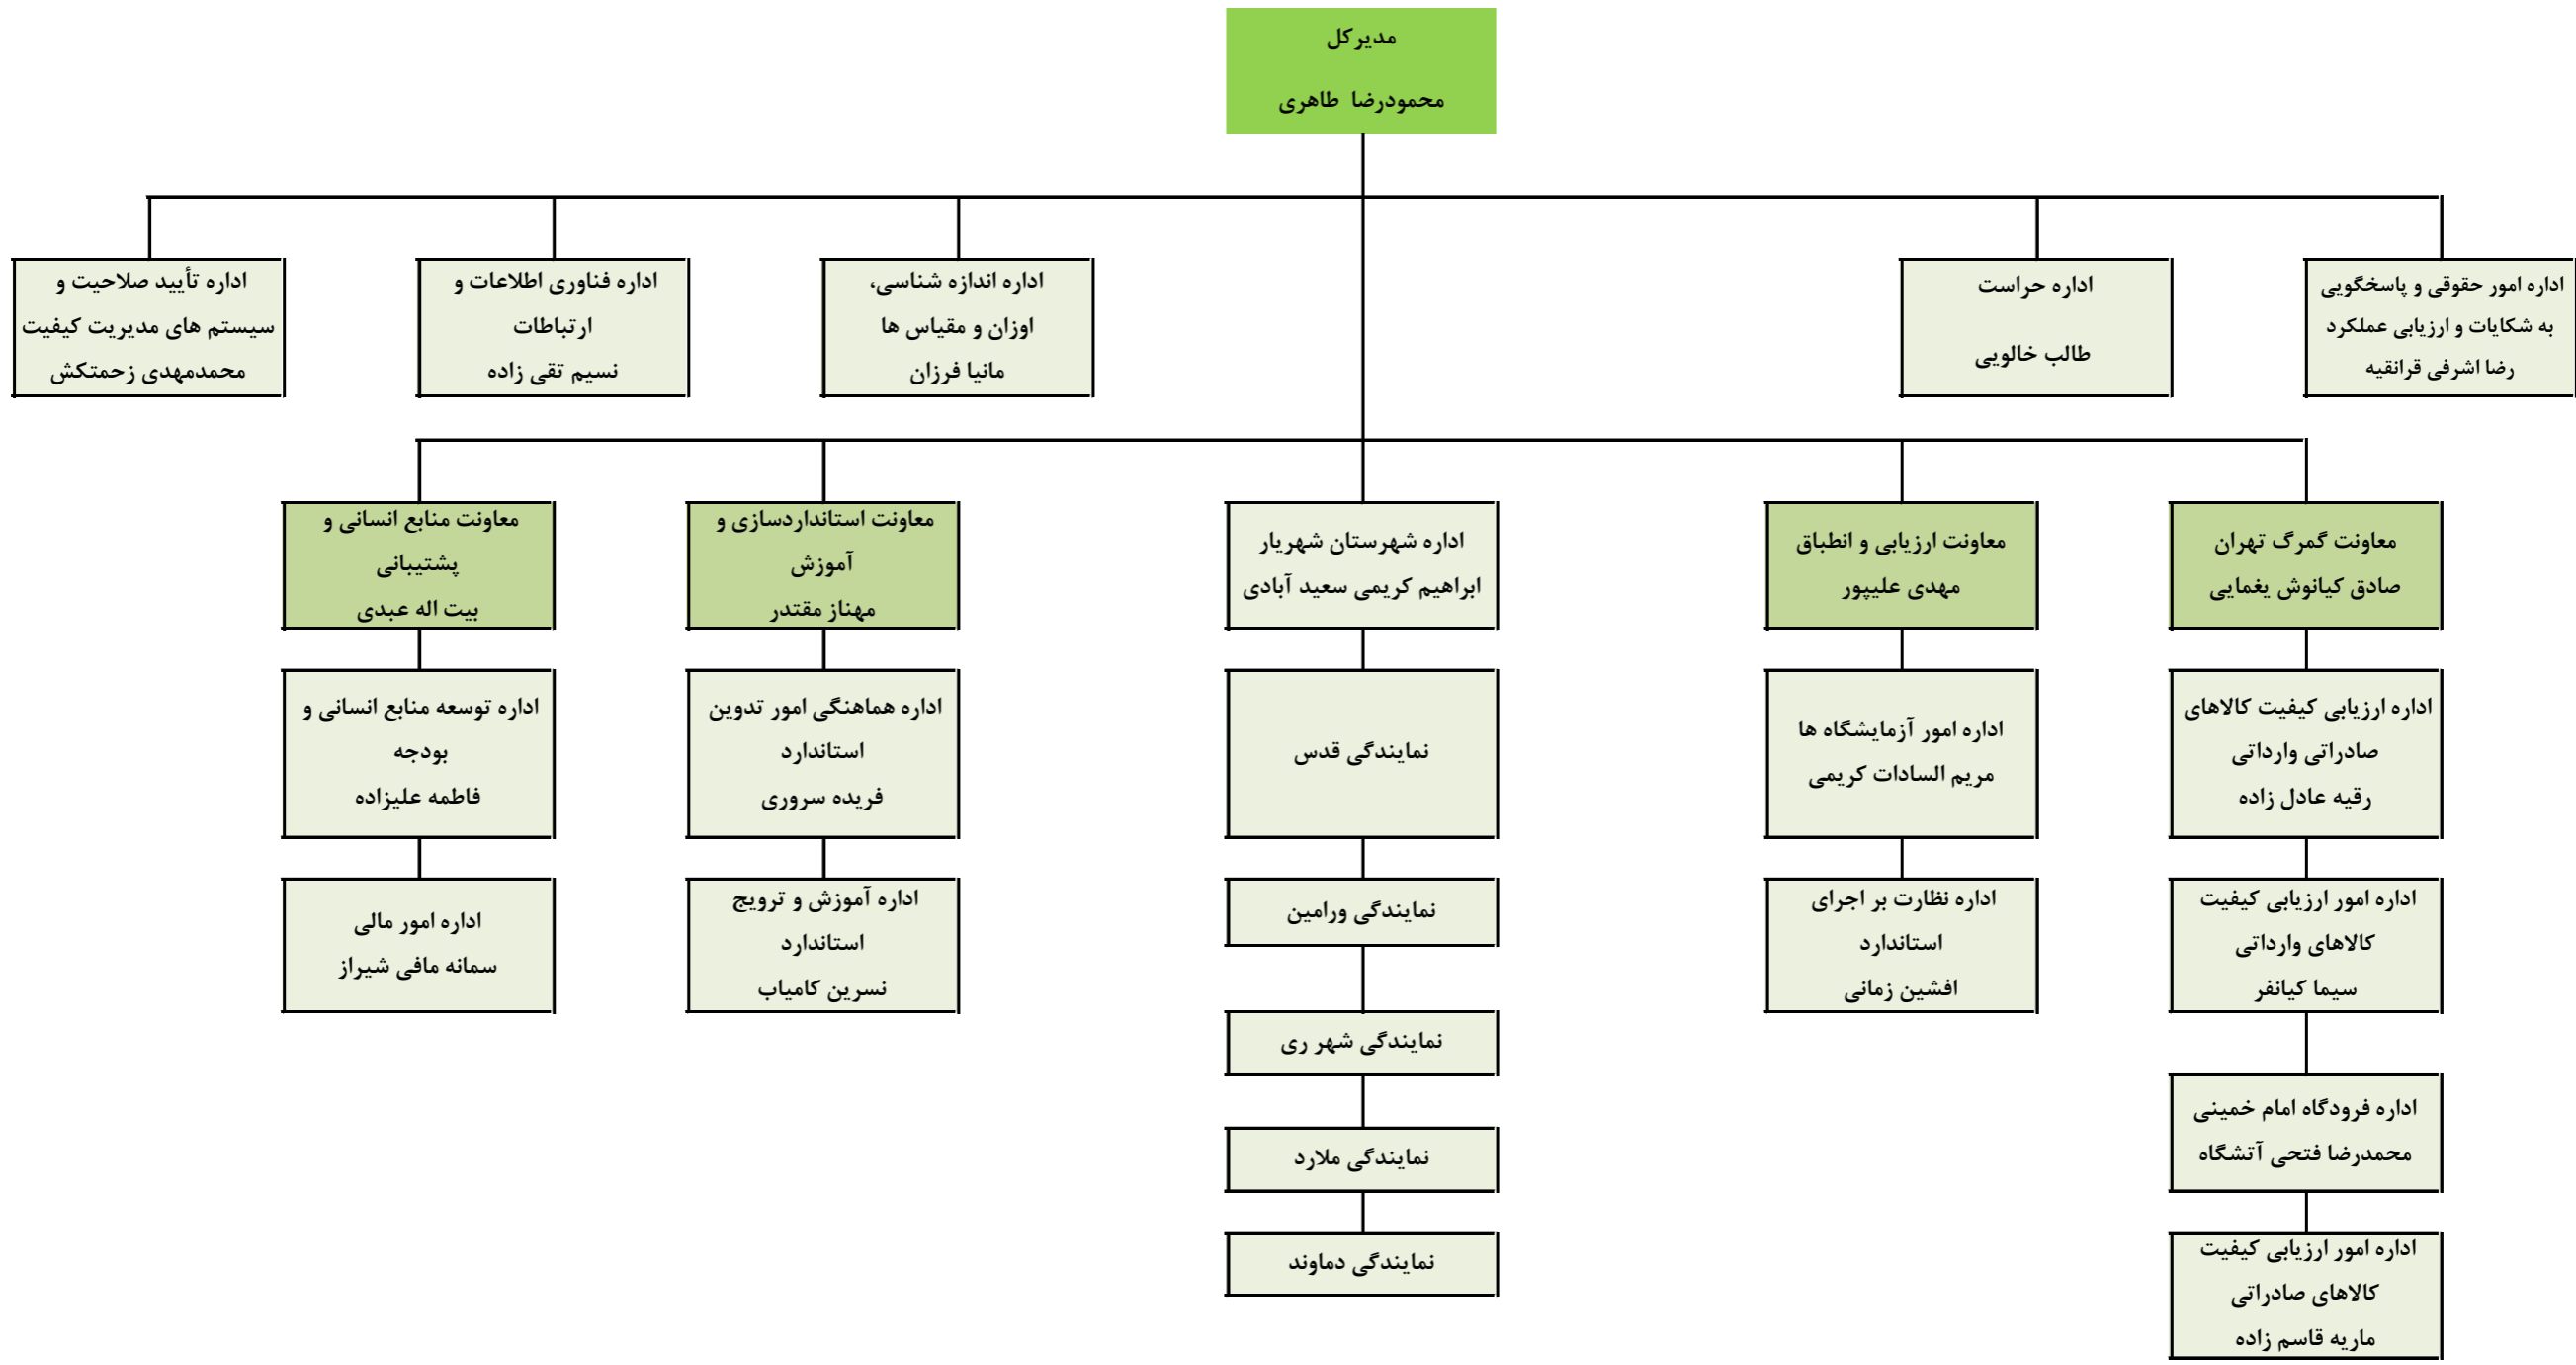 مدیرکل
محمودرضا طاهری
اداره امور حقوقی و پاسخگویی
به شکایات و ارزیابی عملکرد
رضا اشرفی قرانقیه
اداره حراست
طالب خالویی
اداره اندازه شناسی،
اوزان و مقیاس ها
مانیا فرزان
اداره فناوری اطلاعات و
ارتباطات
نسیم تقی زاده
اداره تأیید صلاحیت و
سیستم های مدیریت کیفیت
محمدمهدی زحمتکش
معاونت گمرگ تهران
صادق کیانوش یغمایی
معاونت ارزیابی و انطباق
مهدی علیپور
اداره شهرستان شهریار
ابراهیم کریمی سعید آبادی
معاونت استانداردسازی و
آموزش
مهناز مقتدر
معاونت منابع انسانی و
پشتیبانی
بیت اله عبدی
اداره ارزیابی کیفیت کالاهای
صادراتی وارداتی
رقیه عادل زاده
اداره امور آزمایشگاه ها
مریم السادات کریمی
نمایندگی قدس
اداره هماهنگی امور تدوین
استاندارد
فریده سروری
اداره توسعه منابع انسانی و
بودجه
فاطمه علیزاده
اداره امور ارزیابی کیفیت
کالاهای وارداتی
سیما کیانفر
اداره نظارت بر اجرای
استاندارد
افشین زمانی
نمایندگی ورامین
اداره آموزش و ترویج
استاندارد
نسرین کامیاب
اداره امور مالی
سمانه مافی شیراز
نمایندگی شهر ری
اداره فرودگاه امام خمینی
محمدرضا فتحی آتشگاه
نمایندگی ملارد
اداره امور ارزیابی کیفیت
کالاهای صادراتی
ماریه قاسم زاده
نمایندگی دماوند